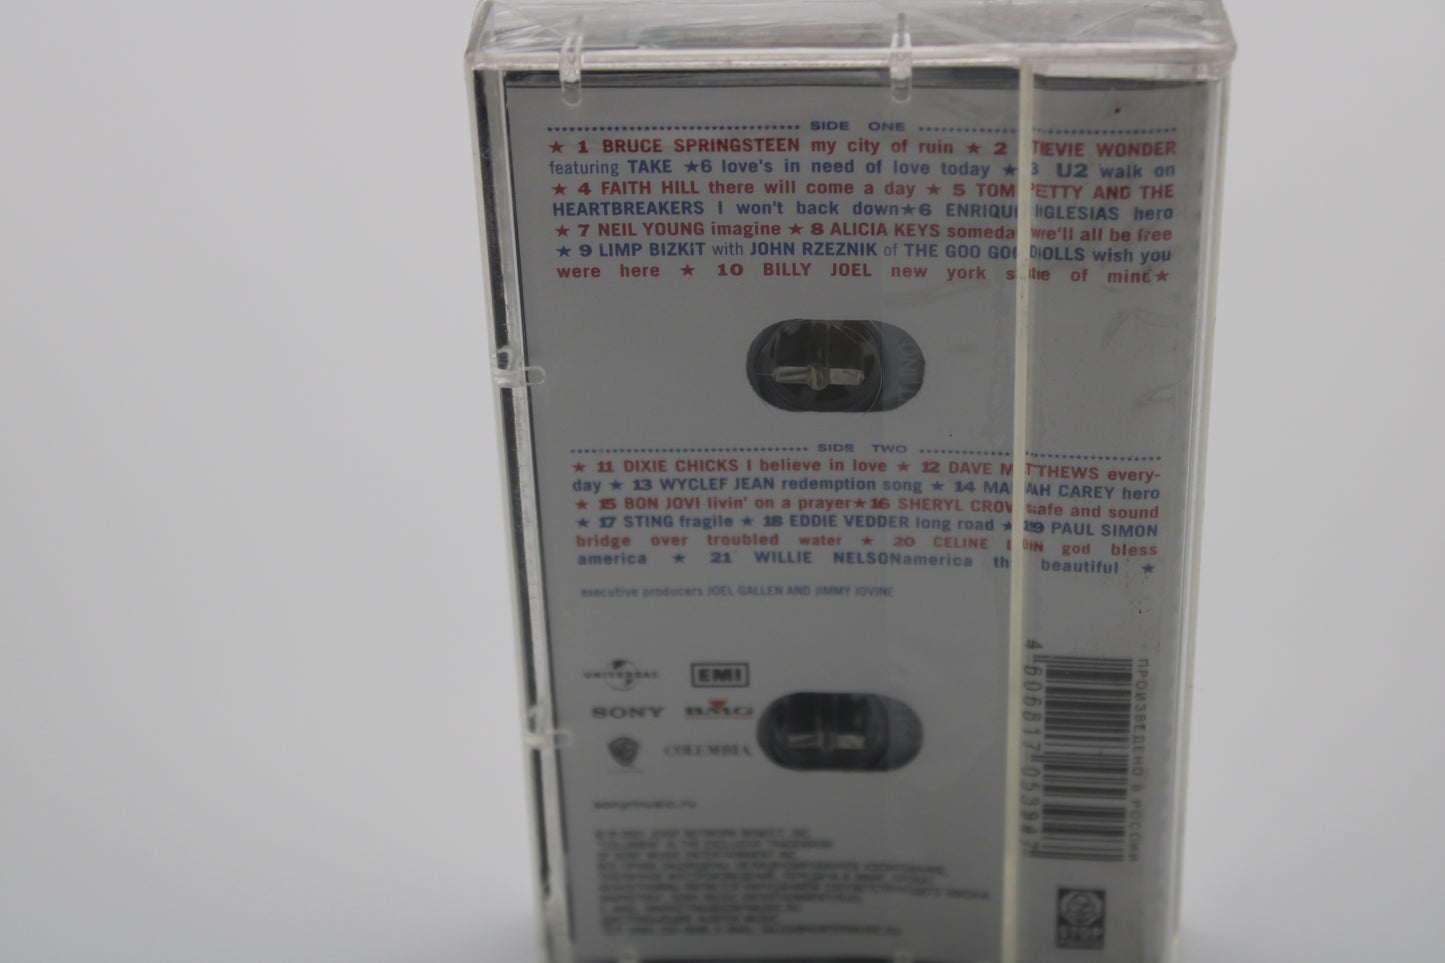 SIDE ONE
★ 1 BRUCE SPRINGSTEEN my city of ruin ★ 2 STEVIE WONDER
featuring TAKE ★6 love's in need of love today ★ 3 U2 walk on
★ 4 FAITH HILL there will come a day ★ 5 TOM PETTY AND THE
HEARTBREAKERS I won't back down★6 ENRIQUE IGLESIAS hero
★ 7 NEIL YOUNG imagine ★ 8 ALICIA KEYS someday we'll all be free
★ 9 LIMP BIZKIT with JOHN RZEZNIK of THE GOO GOO DOLLS wish you
were here ★ 10 BILLY JOEL new york state of mind★
SIDE TWO
★ 11 DIXIE CHICKS I believe in love ★ 12 DAVE MATTHEWS every-
day ★ 13 WYCLEF JEAN redemption song ★ 14 MARIAH CAREY hero
★ 15 BON JOVI livin' on a prayer★ 16 SHERYL CROW safe and sound
★ 17 STING fragile ★ 18 EDDIE VEDDER long road ★ 19 PAUL SIMON
bridge over troubled water ★ 20 CELINE DION god bless
america ★ 21 WILLIE NELSONamerica the beautiful ★
executive producers JOEL GALLEN AND JIMMY IOVINE
UNIVERSAL EMI
SONY BMG
COLUMBIA
sonymusic.ru
4 606817 053947
ПРОИЗВЕДЕНО В РОССИИ
STOP